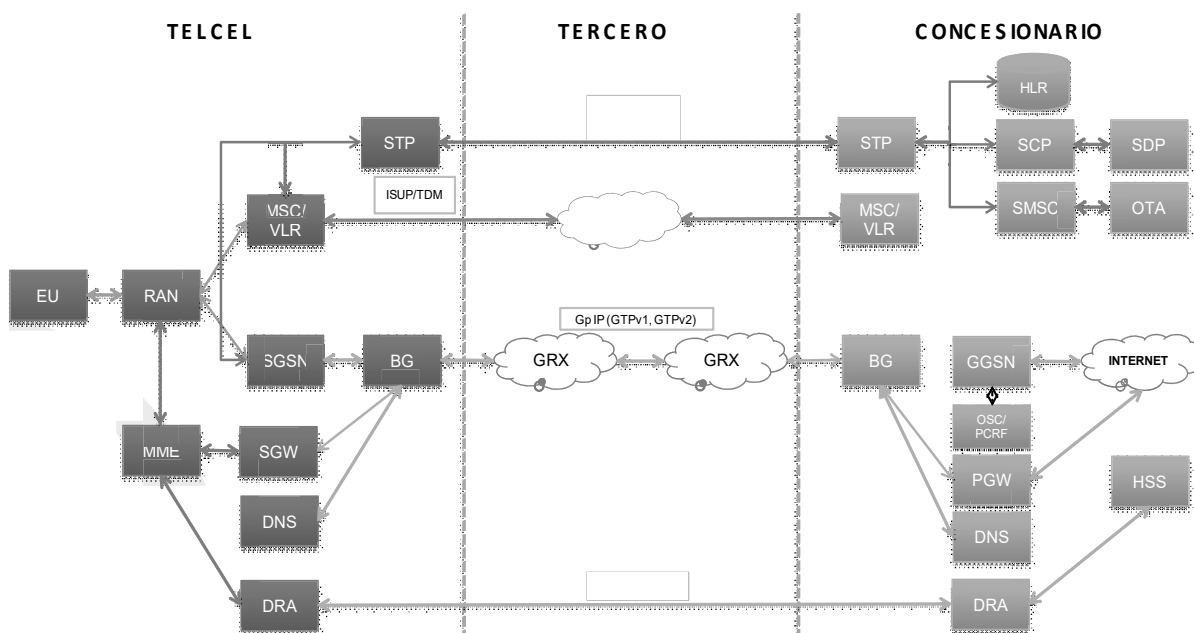 TELCEL
TERCERO
CONCESIONARIO
HLR
STP
STP
SCP
SDP
ISUP/TDM
MSC/
VLR
MSC/
VLR
SMSC
OTA
EU
RAN
Gp IP (GTPv1, GTPv2)
SGSN
BG
GRX
GRX
BG
GGSN
INTERNET
OSC/
PCRF
MME
SGW
PGW
HSS
DNS
DNS
DRA
DRA